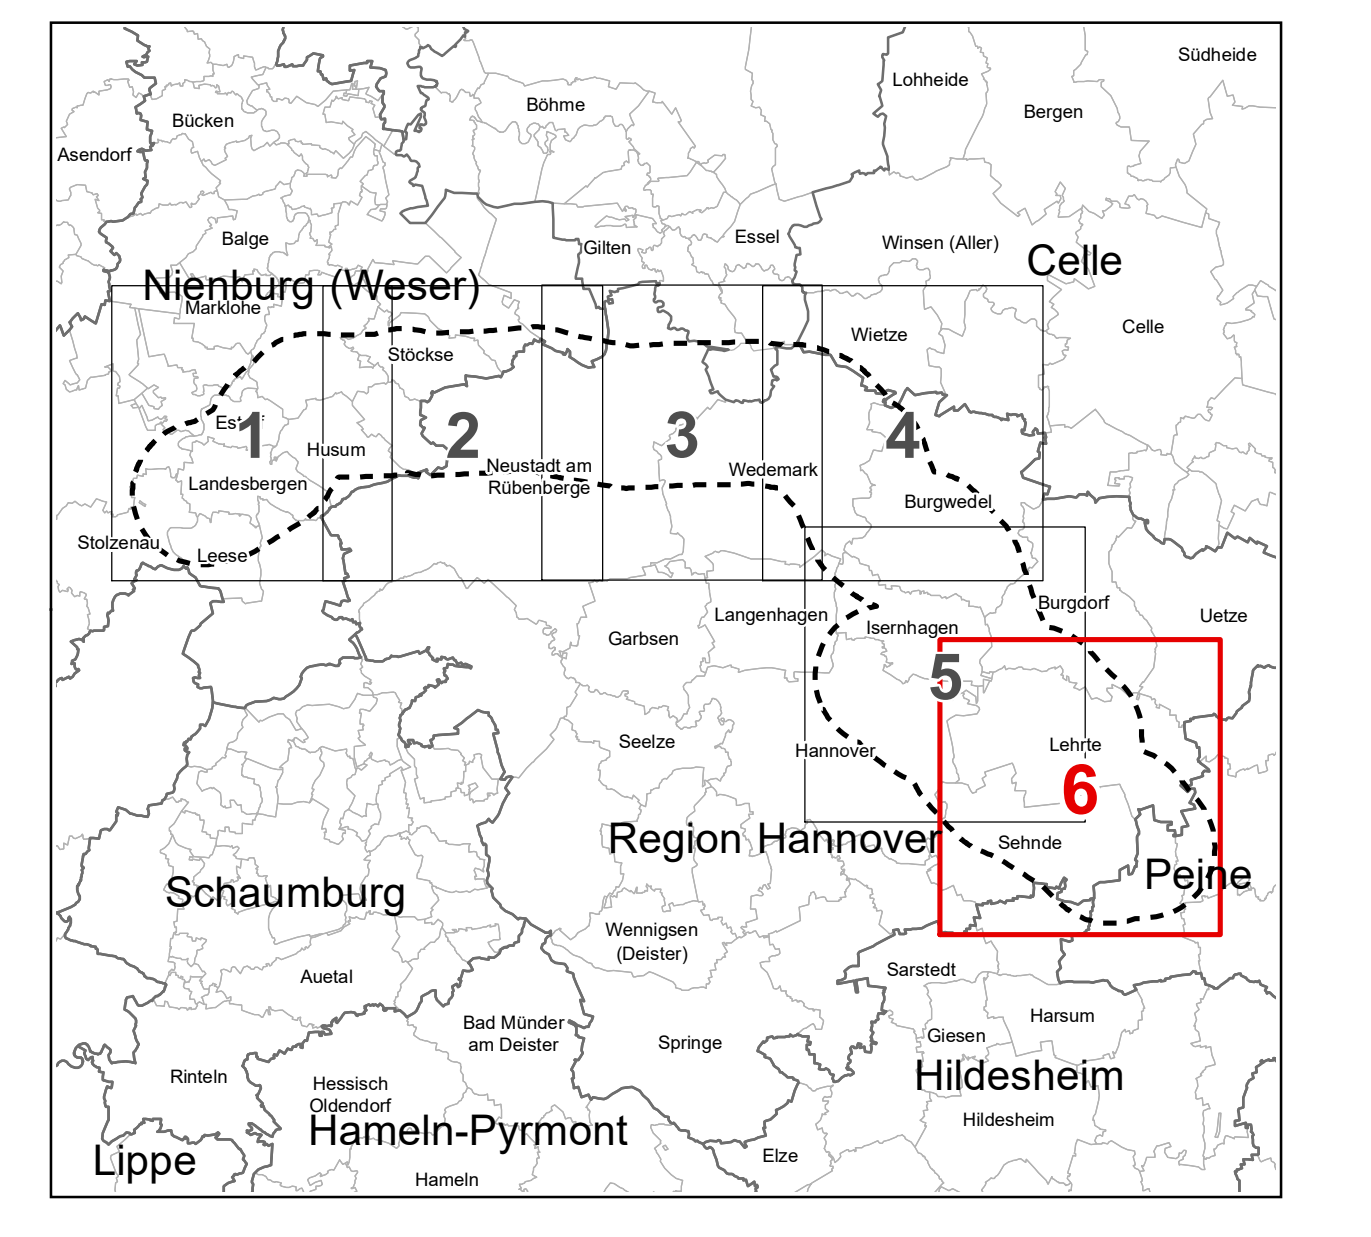 Südheide
Lohheide
Böhme
Bergen
Bücken
Asendorf
Balge
Gilten
Essel
Winsen (Aller)
Celle
Nienburg (Weser)
Marklohe
Celle
Wietze
Stöckse
1
2
3
4
Husum
Neustadt am
Rübenberge
Wedemark
Landesbergen
Burgwedel
Stolzenau
Leese
Burgdorf
Langenhagen
Isernhagen
Uetze
Garbsen
5
Seelze
Hannover
Lehrte
6
Region Hannover
Sehnde
Peine
Schaumburg
Wennigsen
(Deister)
Auetal
Sarstedt
Harsum
Bad Münder
am Deister
Springe
Giesen
Rinteln
Hessisch
Oldendorf
Hildesheim
Hildesheim
Hameln-Pyrmont
Lippe
Elze
Hameln